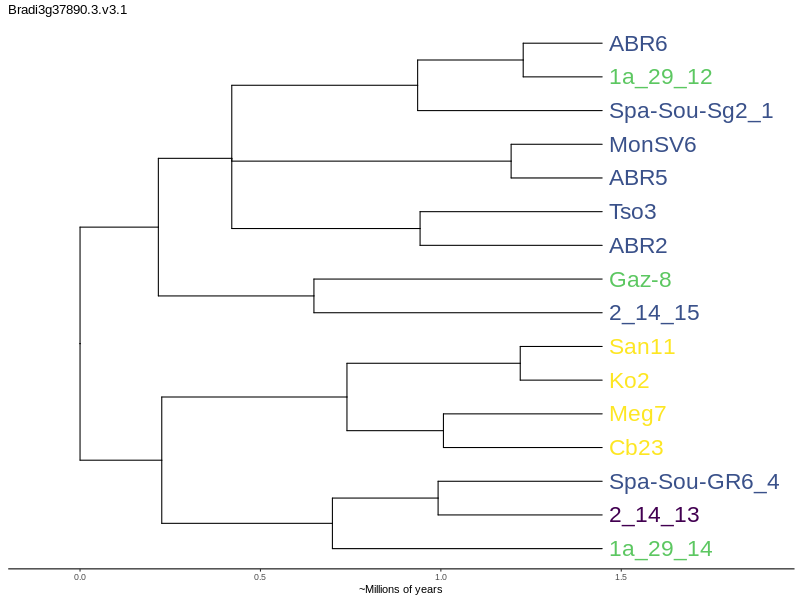 Bradi3g37890.3.v3.1
ABR6
1a_29_12
Spa-Sou-Sg2_1
MonSV6
ABR5
Tso3
ABR2
Gaz-8
2_14_15
San11
Ko2
Meg7
Cb23
Spa-Sou-GR6_4
2_14_13
1a_29_14
0.0 0.5 1.0 1.5
~Millions of years